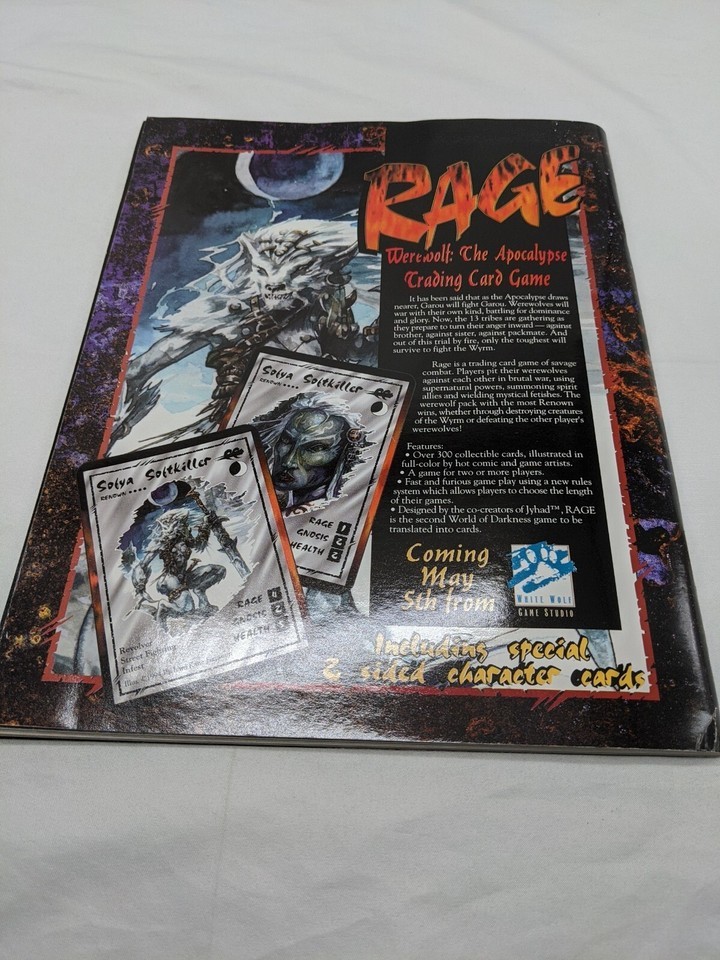 RAGE
Werewolf: The Apocalypse
Trading Card Game
It has been said that as the Apocalypse draws
nearer, Garou will fight Garou. Werewolves will
war with their own kind, battling for dominance
and glory. Now, the 13 tribes are gathering as
they prepare to turn their anger inward — against
brother, against sister, against packmate. And
out of this trial by fire, only the toughest will
survive to fight the Wyrm.
Rage is a trading card game of savage
combat. Players pit their werewolves
against each other in brutal war, using
supernatural powers, summoning spirit
allies and wielding mystical fetishes. The
werewolf pack with the most Renown
wins, whether through destroying creatures
of the Wyrm or defeating the other player's
werewolves!
Features:
• Over 300 collectible cards, illustrated in
full-color by hot comic and game artists.
• A game for two or more players.
• Fast and furious game play using a new rules
system which allows players to choose the length
of their games.
• Designed by the co-creators of Jyhad™, RAGE
is the second World of Darkness game to be
translated into cards.
Coming
May
5th from
WHITE WOLF
GAME STUDIO
Including special
2 sided character cards
Solya Softkiller
RENOWN ....
RAGE 1
GNOSIS 2
HEALTH 2
Solya Softkiller
RENOWN ....
RAGE 4
GNOSIS 2
HEALTH
Revolver
Street Fighting